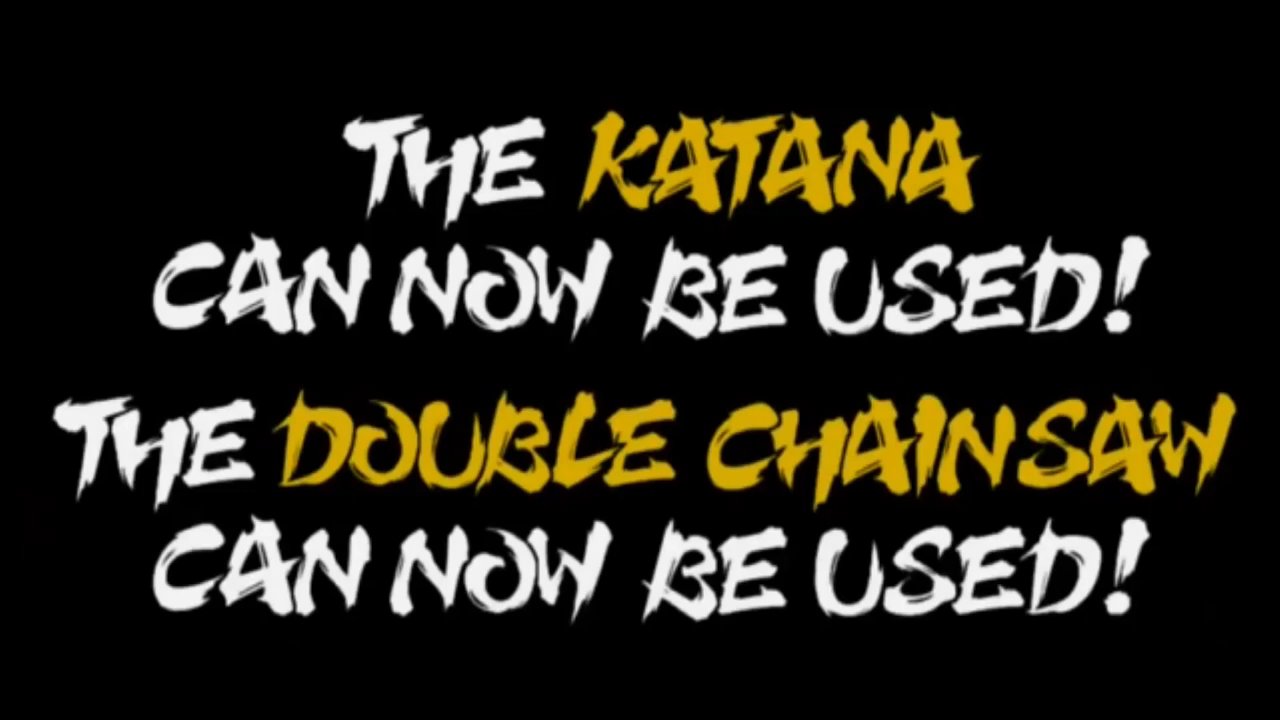 THE KATANA
CAN NOW BE USED!
THE DOUBLE CHAINSAW
CAN NOW BE USED!